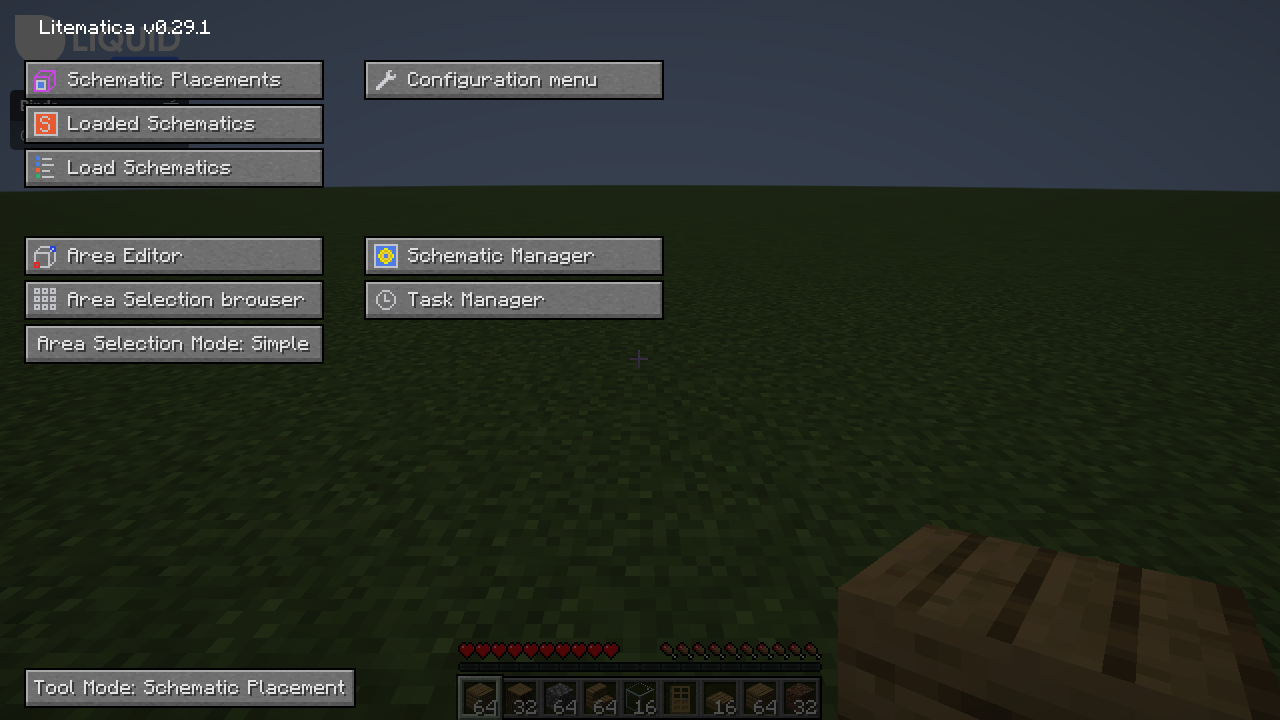 Litematica v0.29.1
LIQUID
Schematic Placements
Configuration menu
Loaded Schematics
Load Schematics
Area Editor
Schematic Manager
Area Selection browser
Task Manager
Area Selection Mode: Simple
Tool Mode: Schematic Placement
64 32 64 64 16 16 64 32